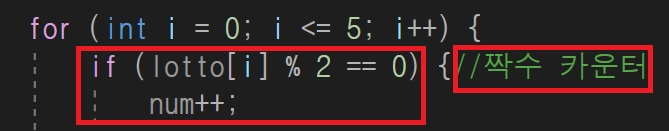 for (int i = 0; i <= 5; i++) {
if (lotto[i] % 2 == 0) {//짝수 카운터
num++;